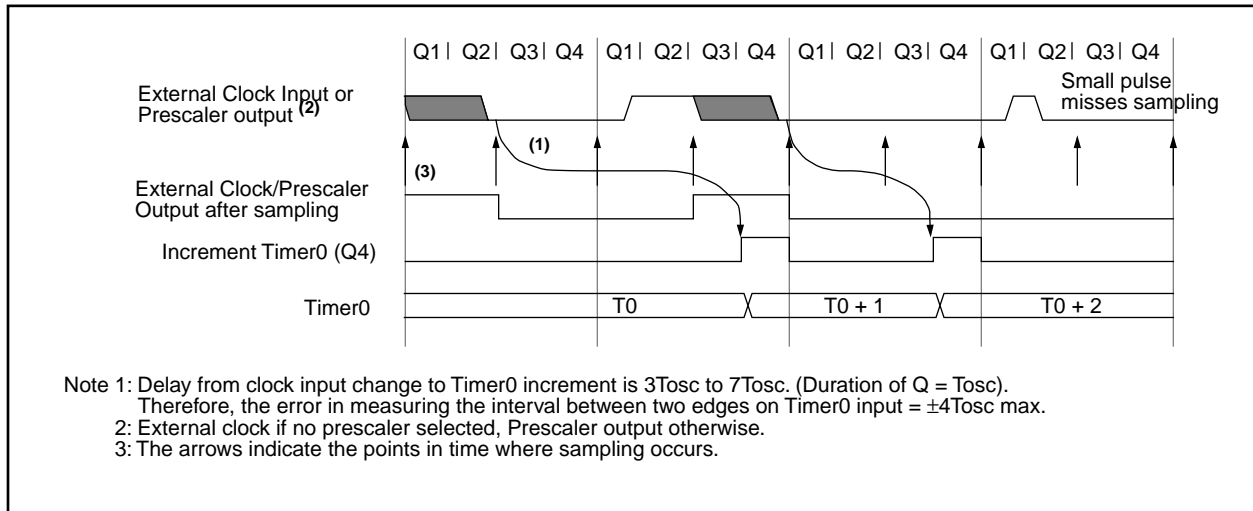 Q1| Q2| Q3| Q4 Q1| Q2| Q3| Q4 Q1| Q2| Q3| Q4 Q1| Q2| Q3| Q4
External Clock Input or
Prescaler output (2)
Small pulse
misses sampling
(1)
(3)
External Clock/Prescaler
Output after sampling
Increment Timer0 (Q4)
Timer0 T0 T0 + 1 T0 + 2
Note 1: Delay from clock input change to Timer0 increment is 3Tosc to 7Tosc. (Duration of Q = Tosc).
Therefore, the error in measuring the interval between two edges on Timer0 input = ±4Tosc max.
2: External clock if no prescaler selected, Prescaler output otherwise.
3: The arrows indicate the points in time where sampling occurs.